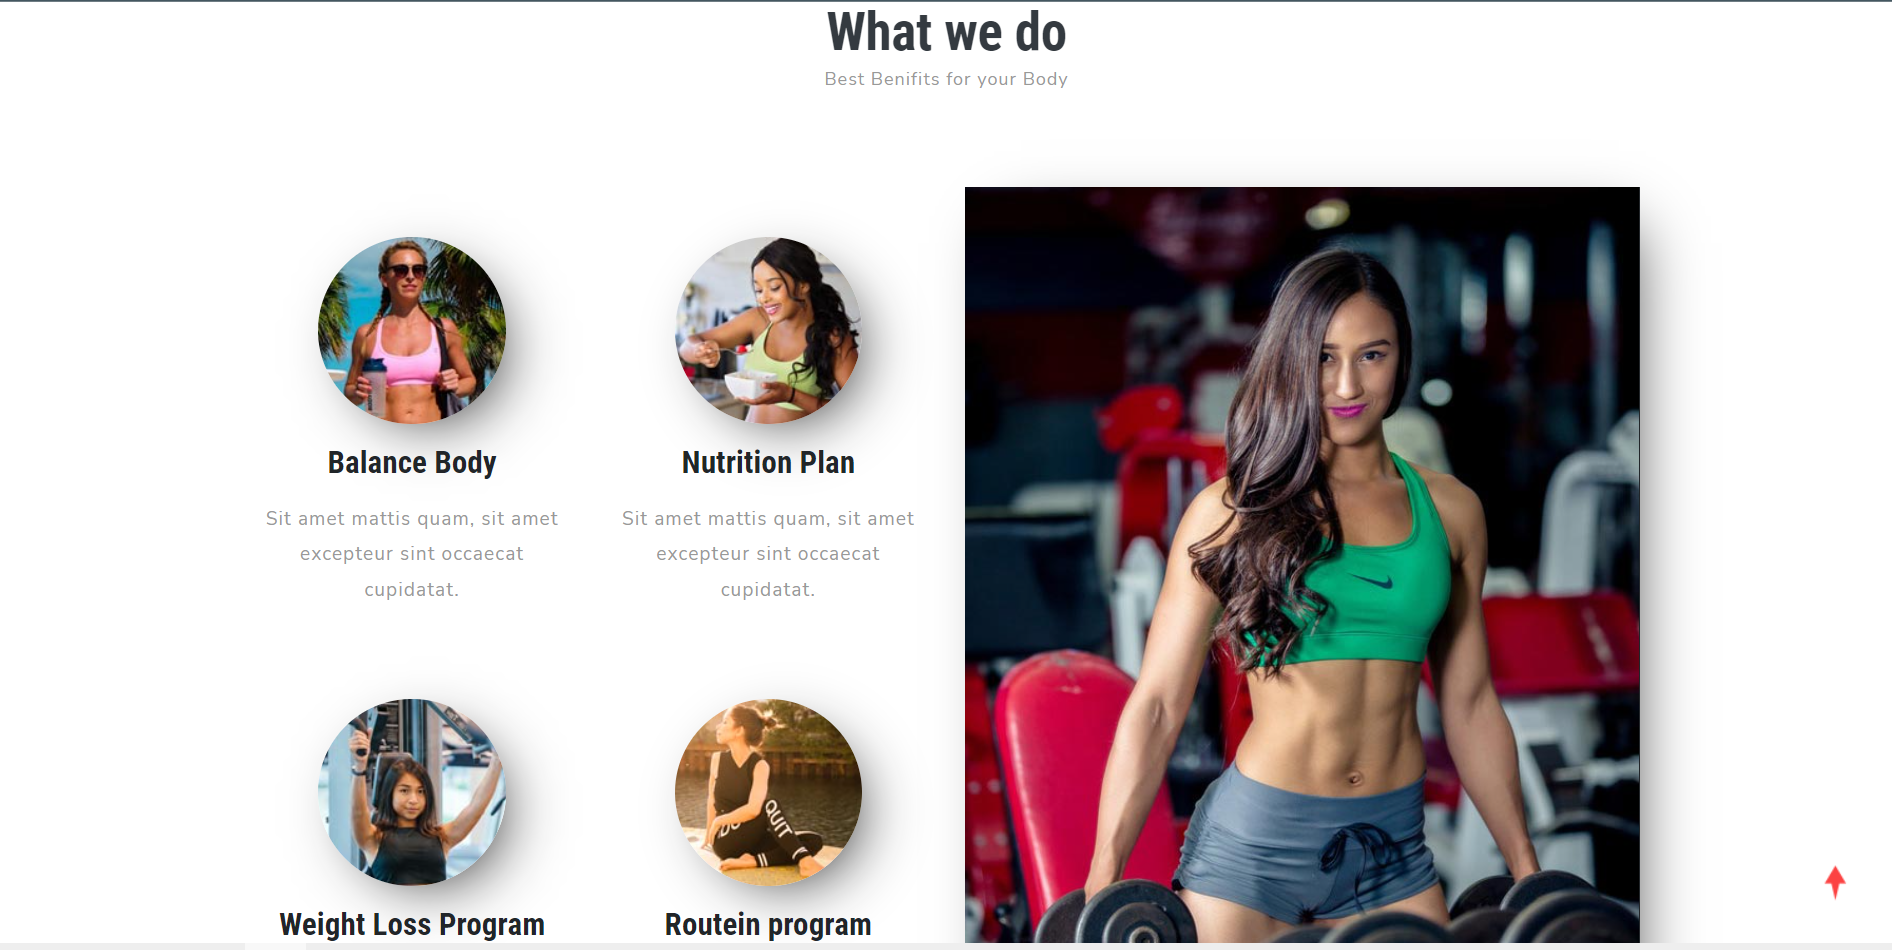 What we do
Best Benifits for your Body
Balance Body
Sit amet mattis quam, sit amet
excepteur sint occaecat
cupidatat.
Nutrition Plan
Sit amet mattis quam, sit amet
excepteur sint occaecat
cupidatat.
Weight Loss Program
Routein program
QUIT